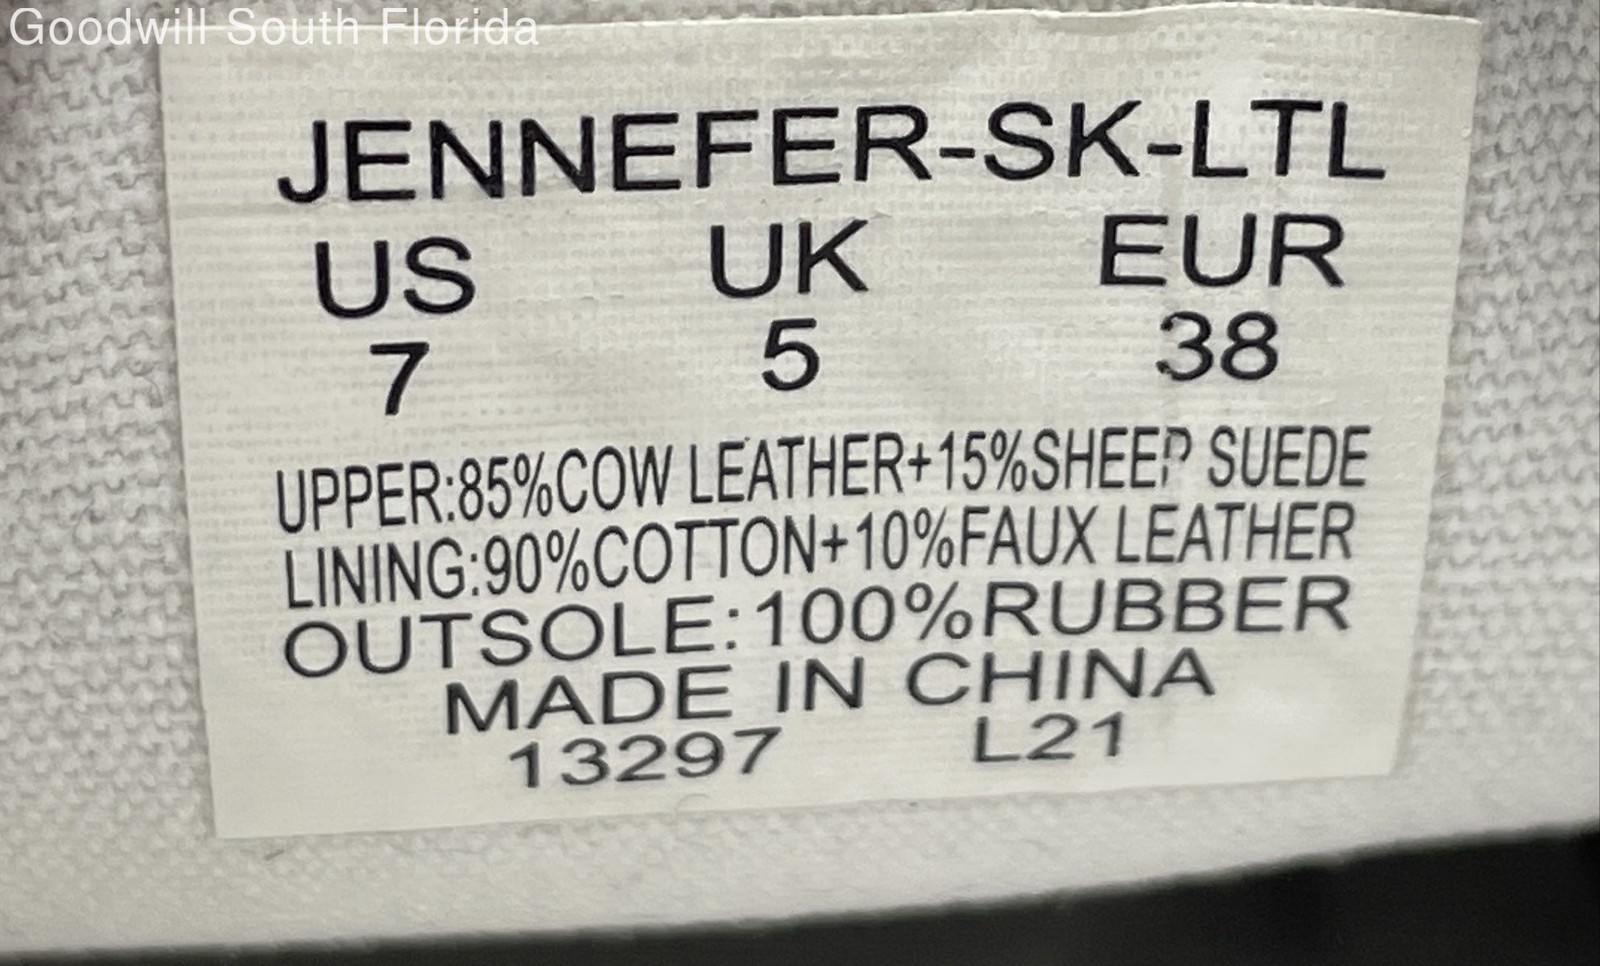 Goodwill South Florida
JENNEFER-SK-LTL
US UK EUR
7 5 38
UPPER:85%COW LEATHER+15%SHEEP SUEDE
LINING:90%COTTON+10%FAUX LEATHER
OUTSOLE:100%RUBBER
MADE IN CHINA
13297 L21